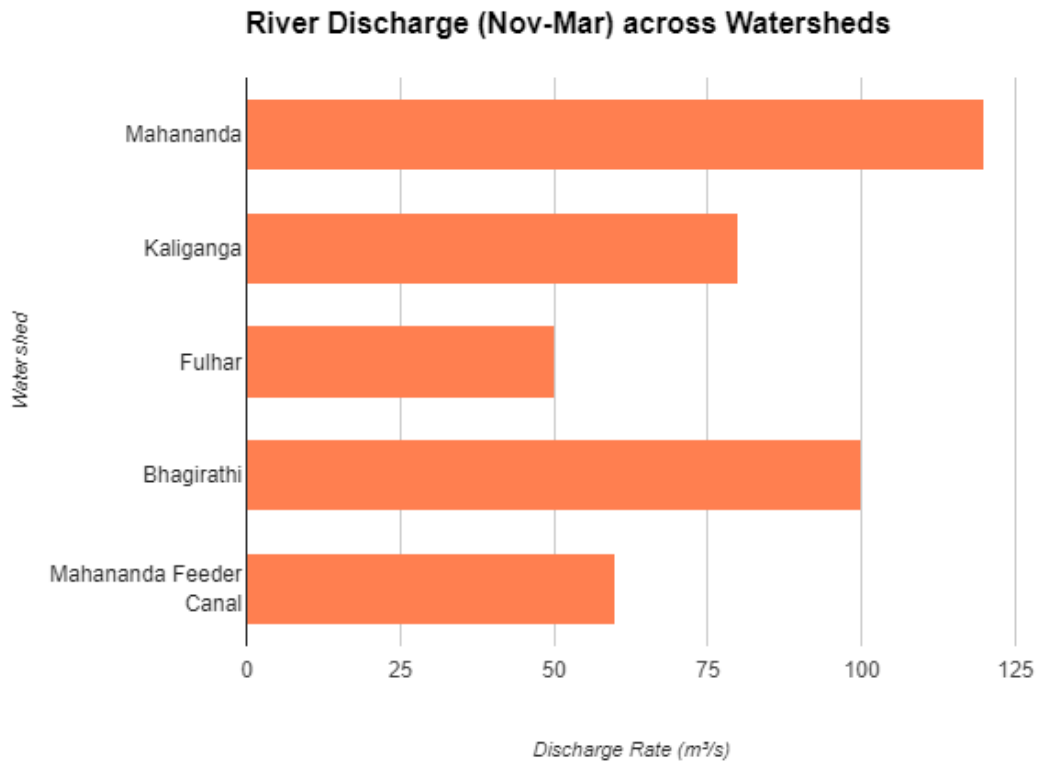 River Discharge (Nov-Mar) across Watersheds
Watershed
Mahananda
Kaliganga
Fulhar
Bhagirathi
Mahananda Feeder
Canal
0 25 50 75 100 125
Discharge Rate (m³/s)